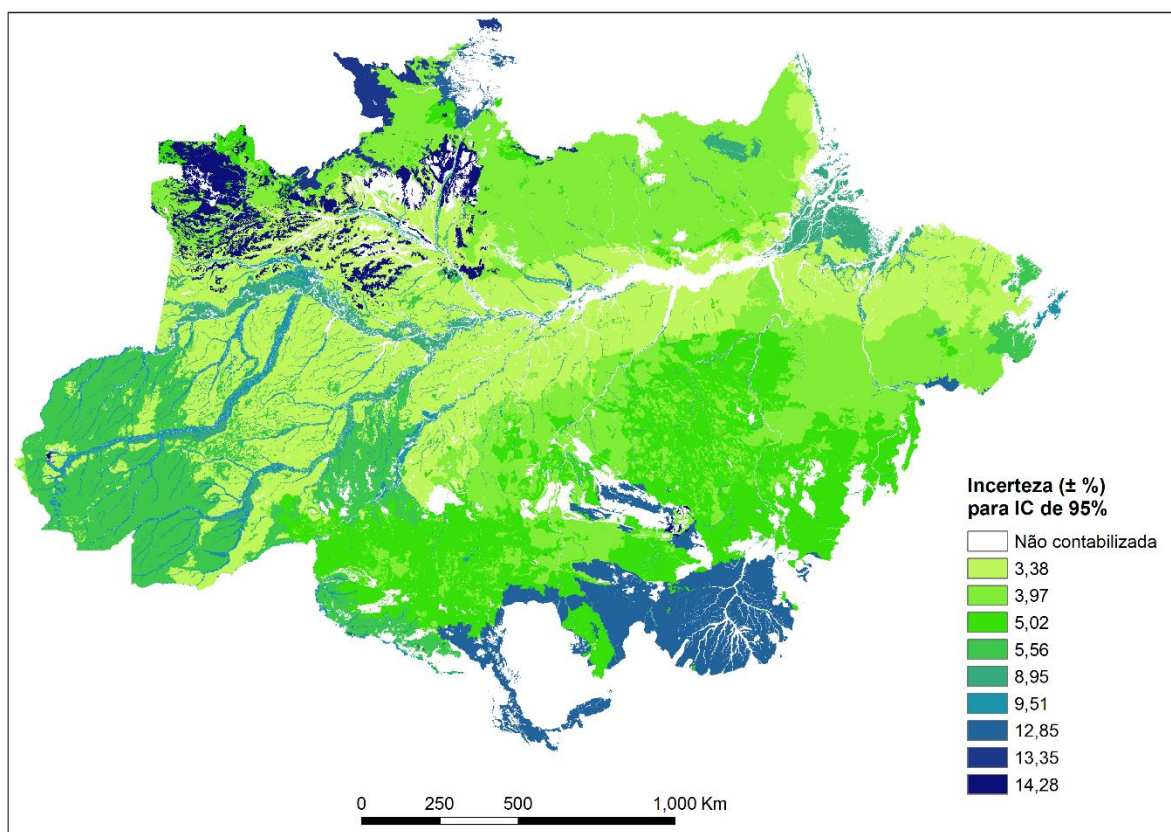 Incerteza (± %)
para IC de 95%
Não contabilizada
3,38
3,97
5,02
5,56
8,95
9,51
12,85
13,35
14,28
0 250 500 1,000 Km